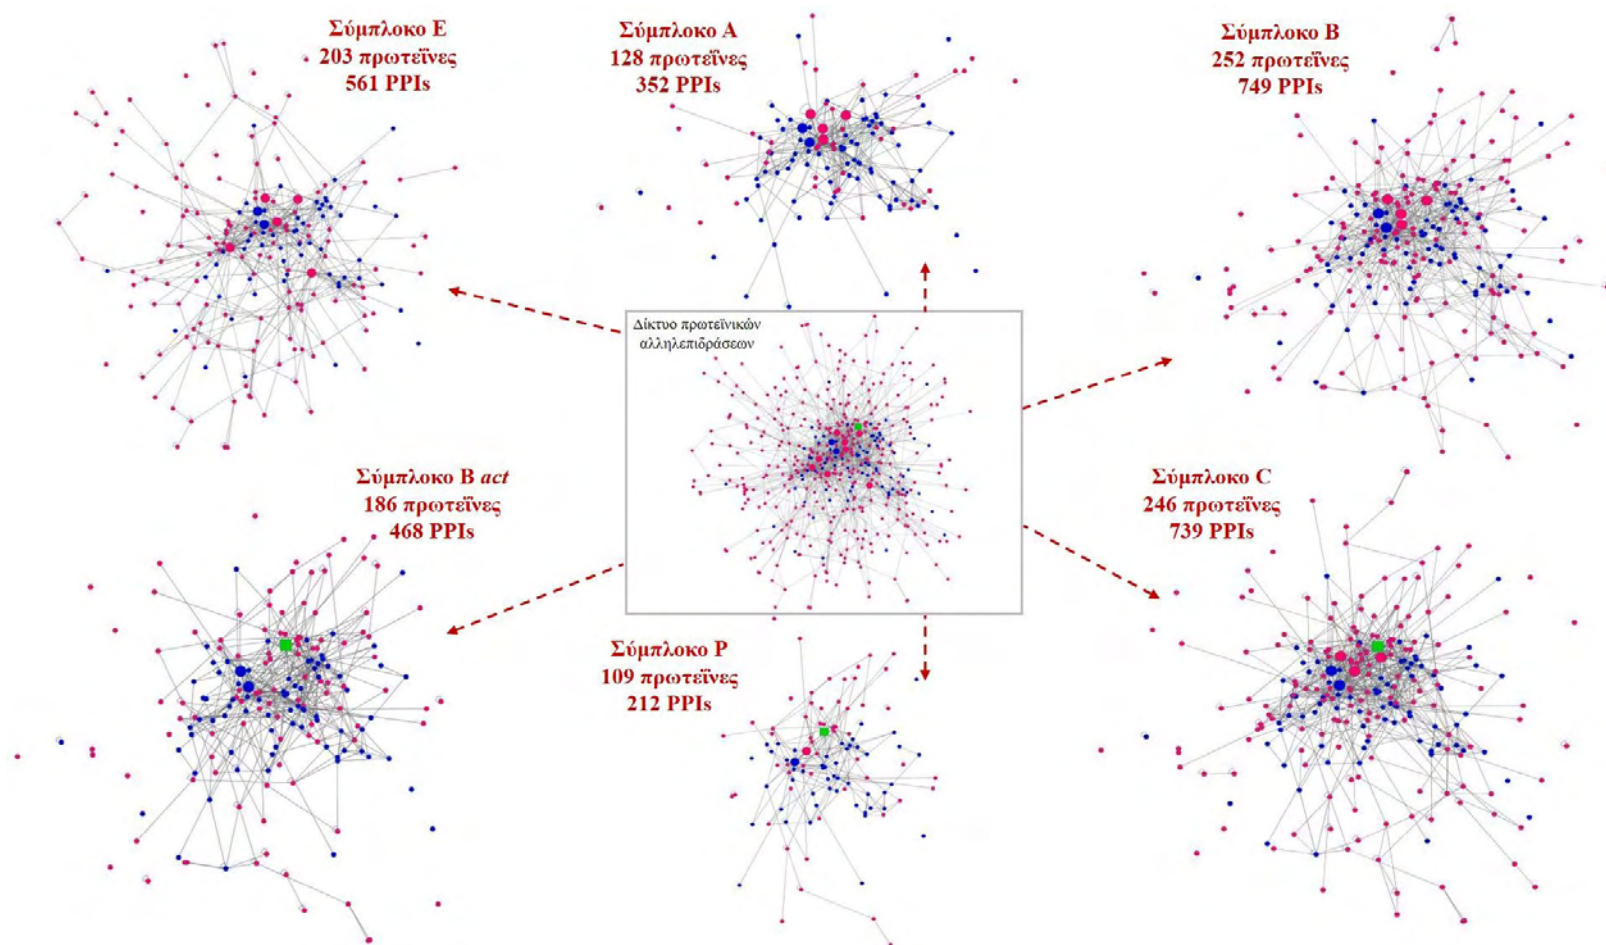 Σύμπλοκο E
203 πρωτεΐνες
561 PPIs
Σύμπλοκο A
128 πρωτεΐνες
352 PPIs
Σύμπλοκο B
252 πρωτεΐνες
749 PPIs
Δίκτυο πρωτεϊνικών
αλληλεπιδράσεων
Σύμπλοκο B act
186 πρωτεΐνες
468 PPIs
Σύμπλοκο P
109 πρωτεΐνες
212 PPIs
Σύμπλοκο C
246 πρωτεΐνες
739 PPIs